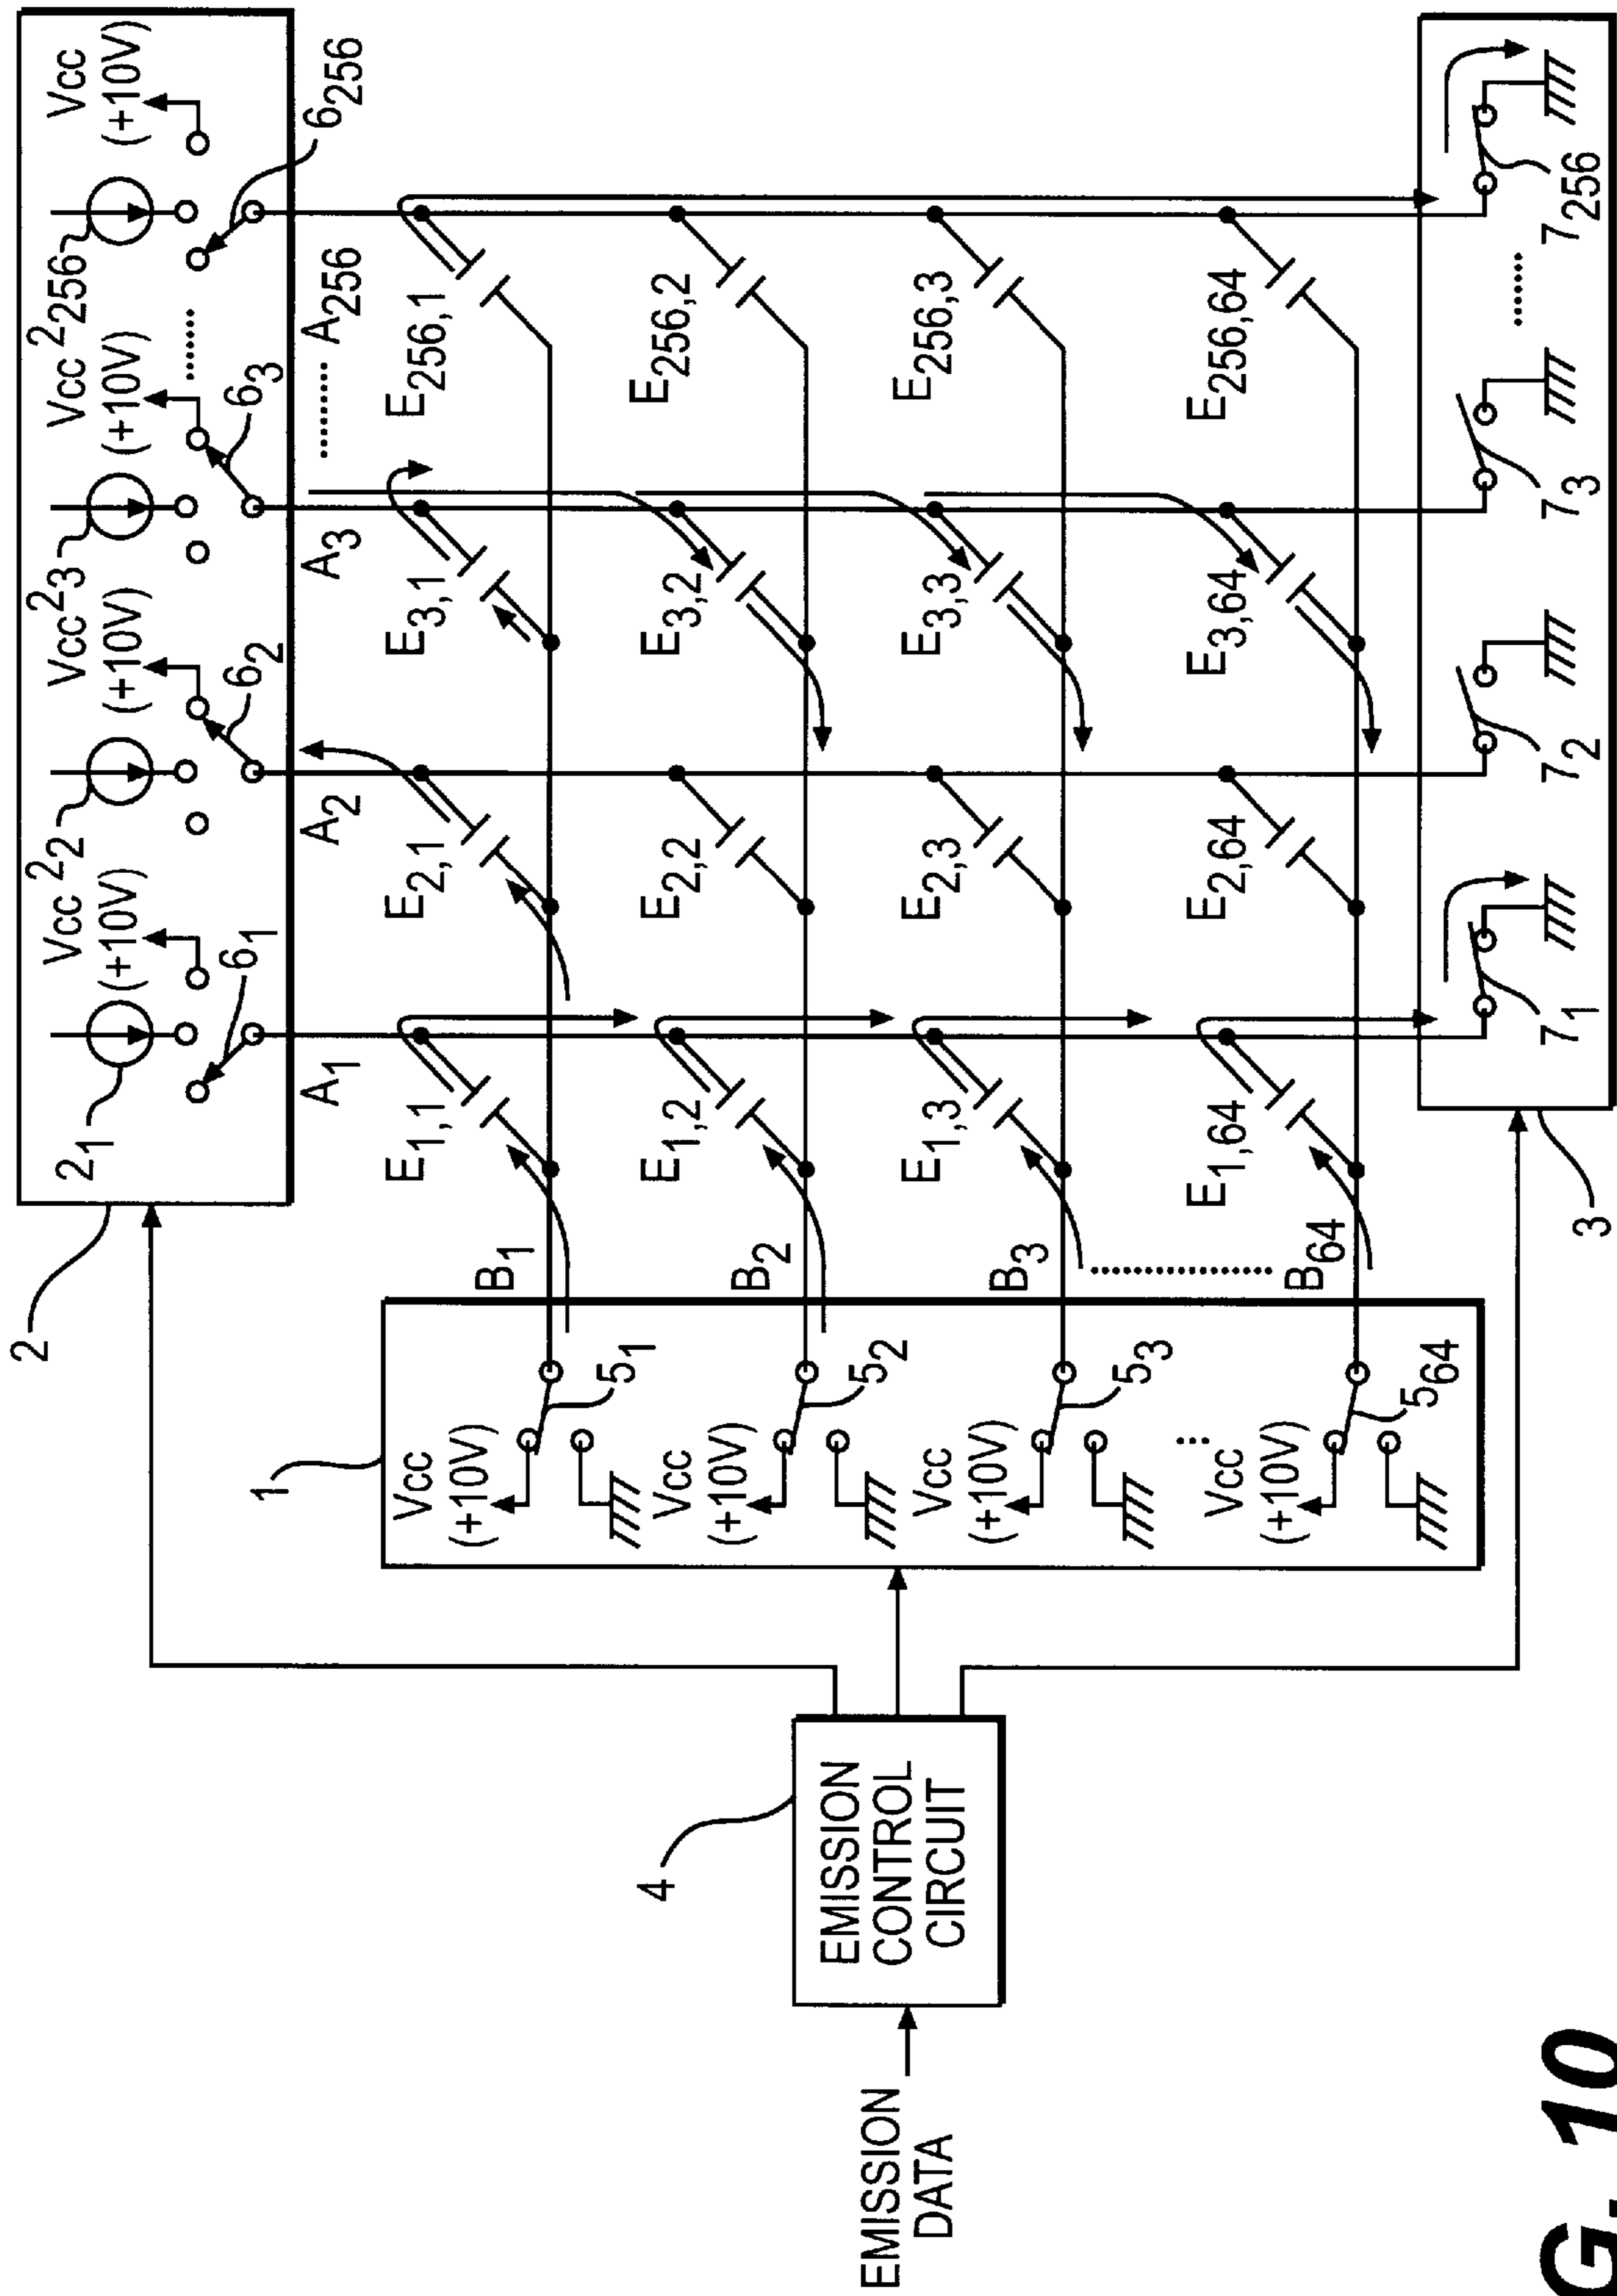 2
Vcc
(+10V)
Vcc
(+10V)
Vcc
(+10V)
Vcc
(+10V)
Vcc
(+10V)
2₁
2₂
2₃
2₂₅₆
........
6₁
6₂
6₃
6₂₅₆
A₁
A₂
A₃
........
A₂₅₆
1
Vcc
(+10V)
5₁
B₁
E₁,₁
E₂,₁
E₃,₁
E₂₅₆,₁
Vcc
(+10V)
5₂
B₂
E₁,₂
E₂,₂
E₃,₂
E₂₅₆,₂
Vcc
(+10V)
5₃
B₃
E₁,₃
E₂,₃
E₃,₃
E₂₅₆,₃
...
................
Vcc
(+10V)
5₆₄
B₆₄
E₁,₆₄
E₂,₆₄
E₃,₆₄
E₂₅₆,₆₄
4
EMISSION
CONTROL
CIRCUIT
EMISSION
DATA
7₁
7₂
7₃
........
7₂₅₆
3
G. 10